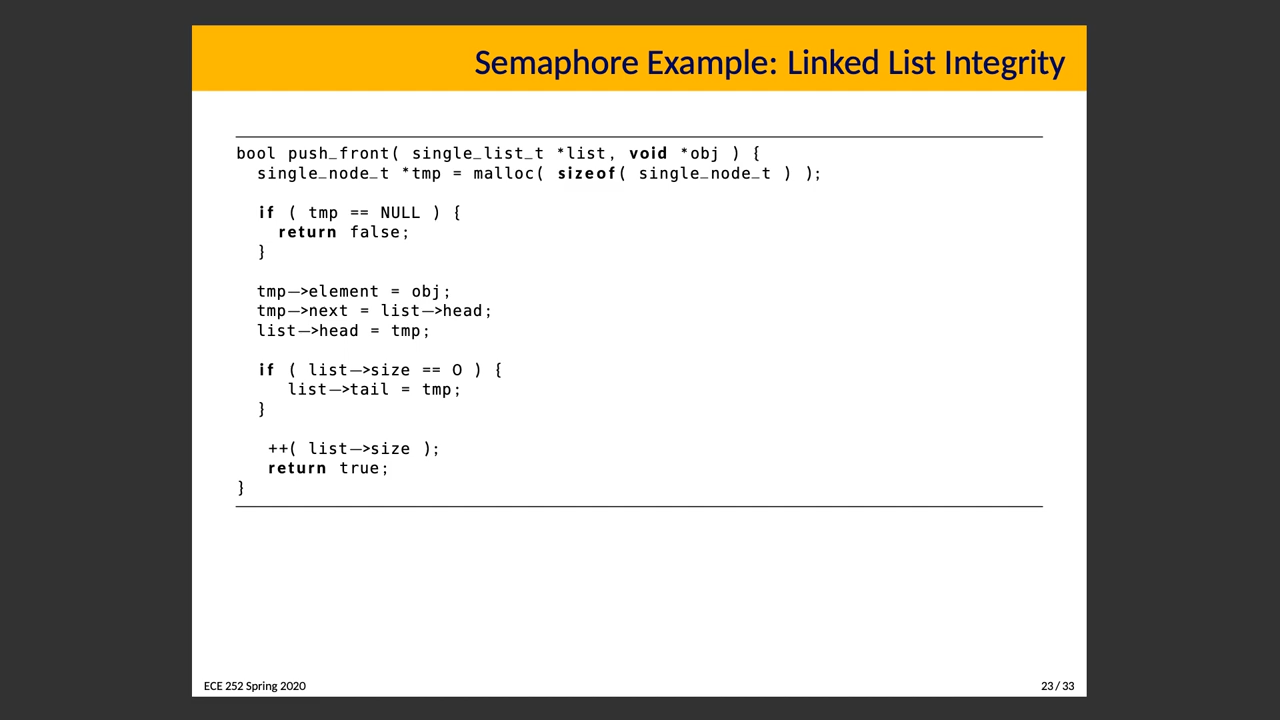 Semaphore Example: Linked List Integrity
bool push_front( single_list_t *list, void *obj ) {
  single_node_t *tmp = malloc( sizeof( single_node_t ) );
  if ( tmp == NULL ) {
    return false;
  }
  tmp->element = obj;
  tmp->next = list->head;
  list->head = tmp;
  if ( list->size == 0 ) {
     list->tail = tmp;
  }
   ++( list->size );
   return true;
}
ECE 252 Spring 2020
23 / 33